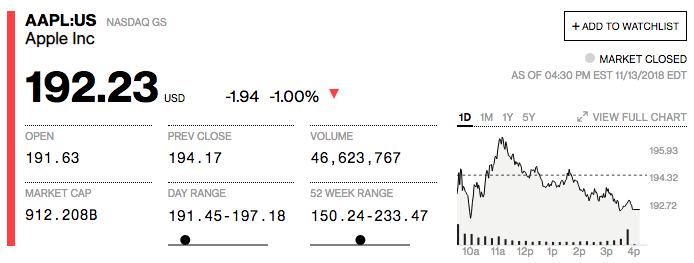 AAPL:US NASDAQ GS
Apple Inc
+ ADD TO WATCHLIST
MARKET CLOSED
AS OF 04:30 PM EST 11/13/2018 EDT
192.23 USD -1.94 -1.00% ▼
OPEN PREV CLOSE VOLUME
191.63 194.17 46,623,767
MARKET CAP DAY RANGE 52 WEEK RANGE
912.208B 191.45-197.18 150.24-233.47
1D 1M 1Y 5Y VIEW FULL CHART
195.93
194.32
192.72
10a 11a 12p 1p 2p 3p 4p